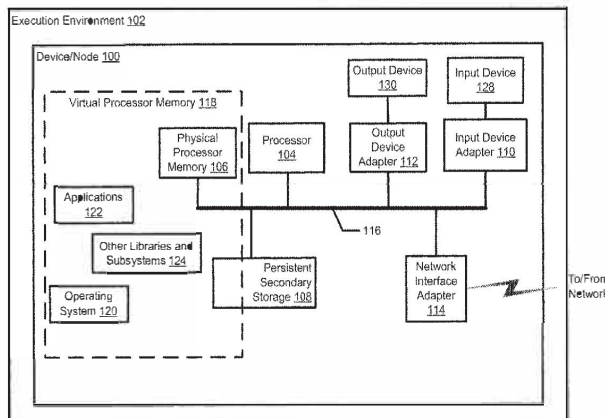 Execution Environment 102
Device/Node 100
Virtual Processor Memory 118
Output Device
130
Input Device
128
Physical
Processor
Memory 106
Processor
104
Output
Device
Adapter 112
Input Device
Adapter 110
Applications
122
116
Other Libraries and
Subsystems 124
Persistent
Secondary
Storage 108
Network
Interface
Adapter
114
To/From
Network
Operating
System 120